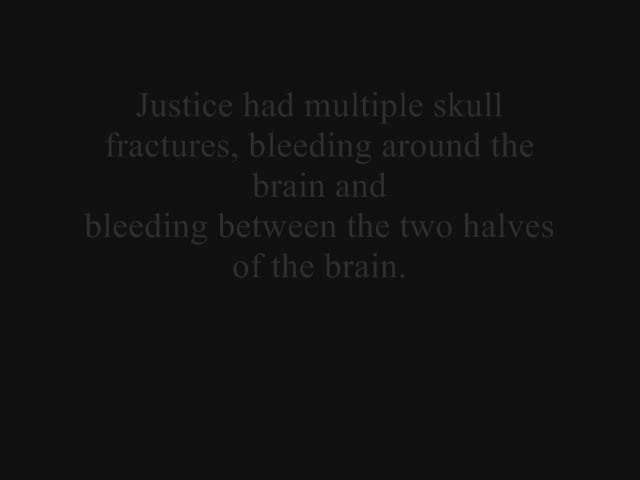 Justice had multiple skull
fractures, bleeding around the
brain and
bleeding between the two halves
of the brain.